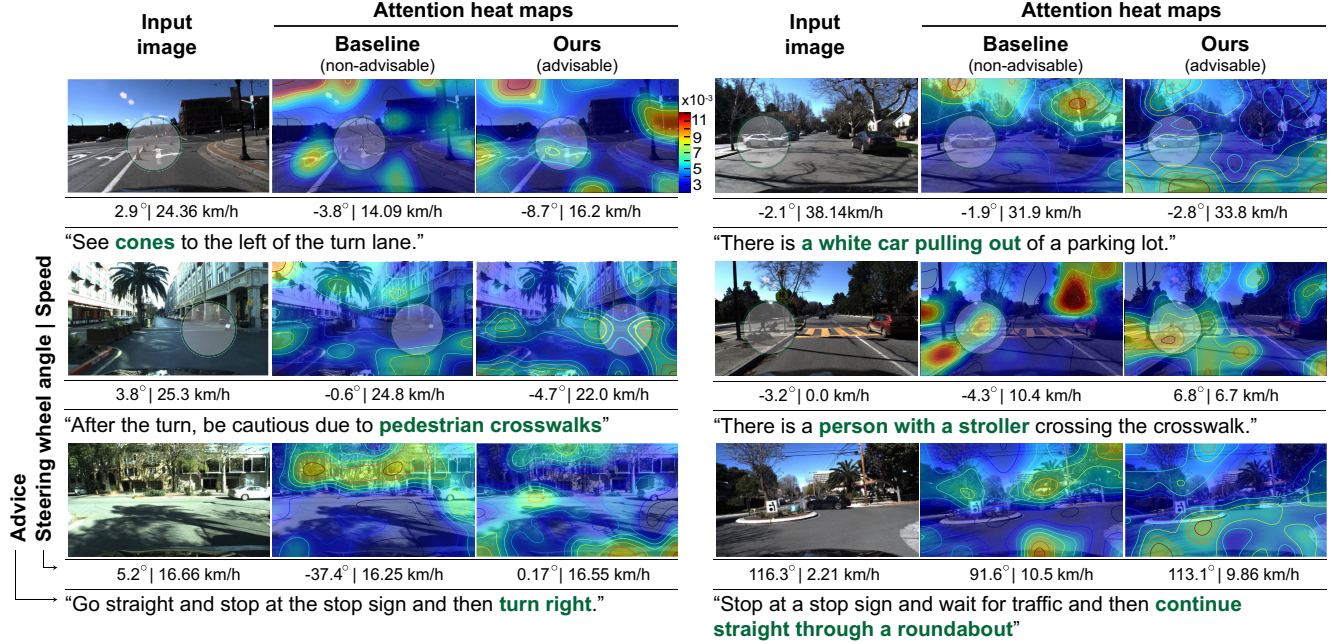 Input image
Attention heat maps
Baseline
(non-advisable)
Ours
(advisable)
x10⁻³
11
9
7
5
3
2.9°| 24.36 km/h
-3.8°| 14.09 km/h
-8.7°| 16.2 km/h
“See cones to the left of the turn lane.”
3.8°| 25.3 km/h
-0.6°| 24.8 km/h
-4.7°| 22.0 km/h
“After the turn, be cautious due to pedestrian crosswalks”
5.2°| 16.66 km/h
-37.4°| 16.25 km/h
0.17°| 16.55 km/h
“Go straight and stop at the stop sign and then turn right.”
Advice
Steering wheel angle | Speed
Input image
Attention heat maps
Baseline
(non-advisable)
Ours
(advisable)
-2.1°| 38.14km/h
-1.9°| 31.9 km/h
-2.8°| 33.8 km/h
“There is a white car pulling out of a parking lot.”
-3.2°| 0.0 km/h
-4.3°| 10.4 km/h
6.8°| 6.7 km/h
“There is a person with a stroller crossing the crosswalk.”
116.3°| 2.21 km/h
91.6°| 10.5 km/h
113.1°| 9.86 km/h
“Stop at a stop sign and wait for traffic and then continue
straight through a roundabout”